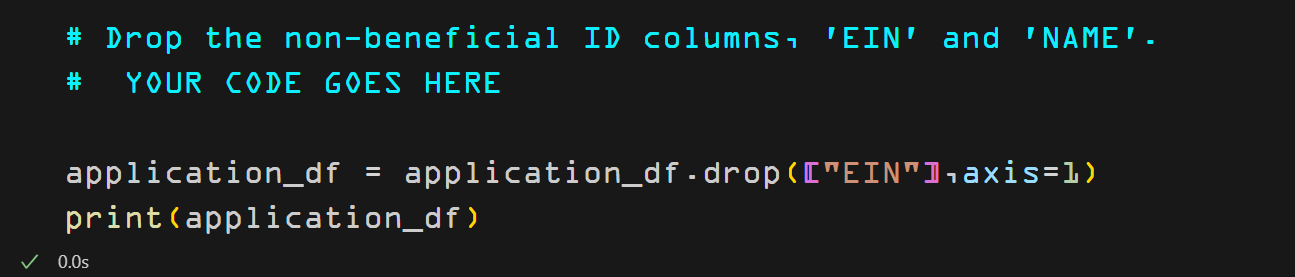 # Drop the non-beneficial ID columns, 'EIN' and 'NAME'.
#  YOUR CODE GOES HERE
application_df = application_df.drop(["EIN"],axis=1)
print(application_df)
✓ 0.0s